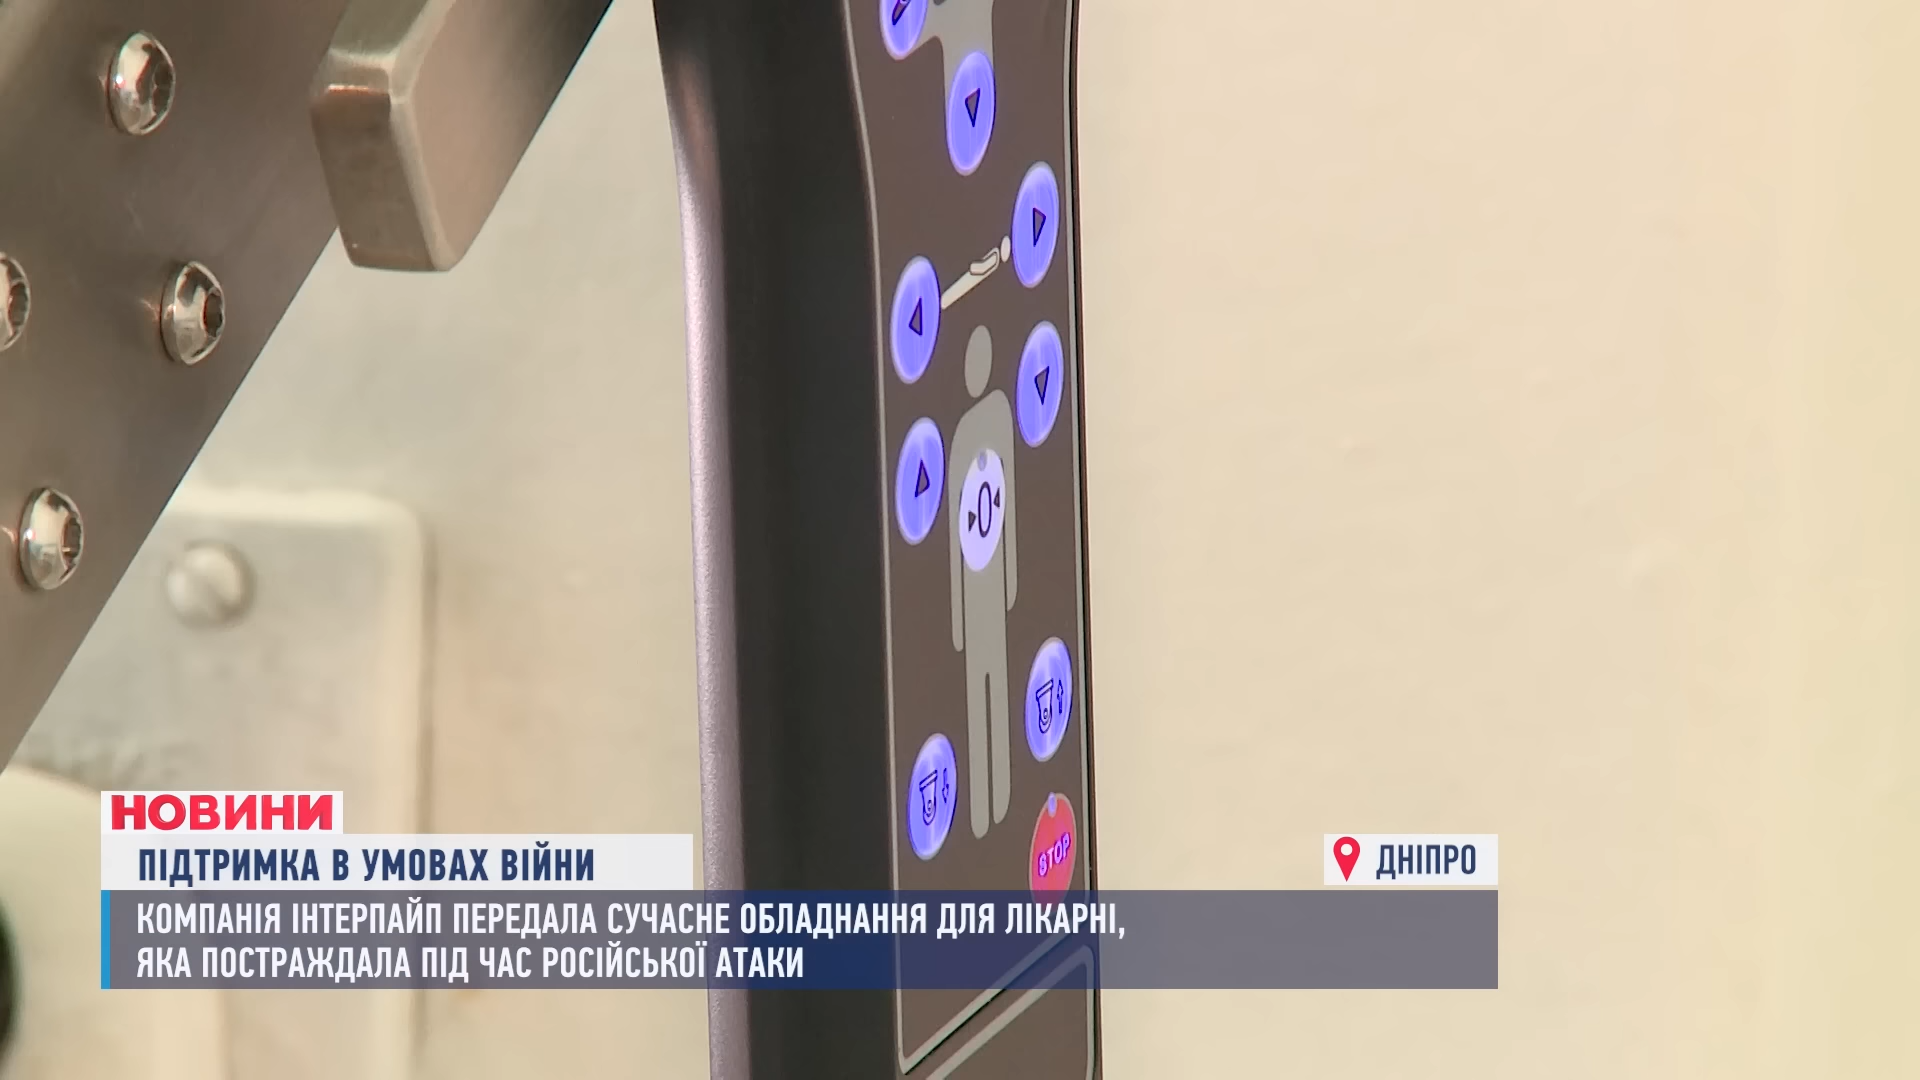 0
STOP
НОВИНИ
ПІДТРИМКА В УМОВАХ ВІЙНИ
ДНІПРО
КОМПАНІЯ ІНТЕРПАЙП ПЕРЕДАЛА СУЧАСНЕ ОБЛАДНАННЯ ДЛЯ ЛІКАРНІ,
ЯКА ПОСТРАЖДАЛА ПІД ЧАС РОСІЙСЬКОЇ АТАКИ